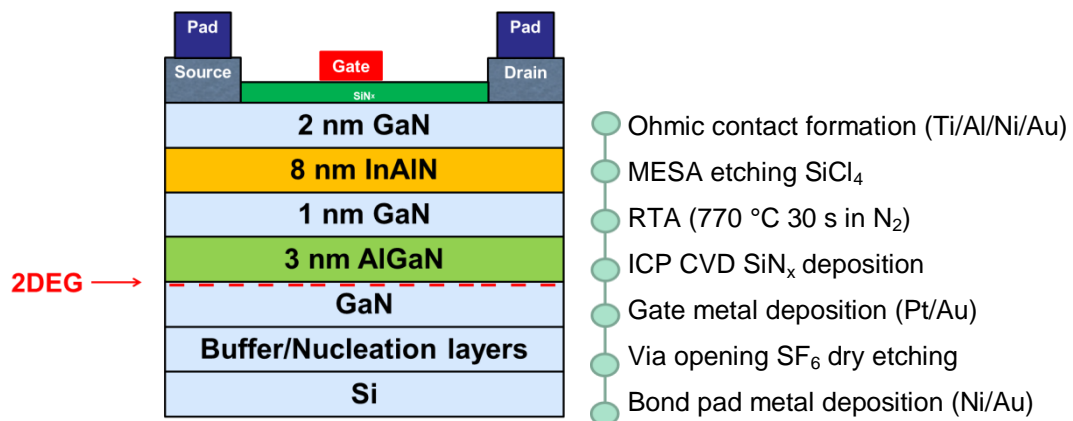 Pad
Pad
Source
Gate
Drain
SiNx
2 nm GaN
8 nm InAlN
1 nm GaN
3 nm AlGaN
2DEG
GaN
Buffer/Nucleation layers
Si
Ohmic contact formation (Ti/Al/Ni/Au)
MESA etching SiCl₄
RTA (770 °C 30 s in N₂)
ICP CVD SiNₓ deposition
Gate metal deposition (Pt/Au)
Via opening SF₆ dry etching
Bond pad metal deposition (Ni/Au)